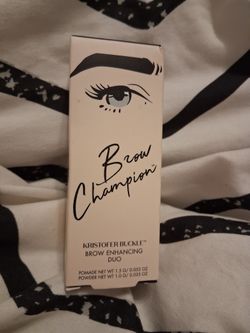 Brow
Champion™
KRISTOFER BUCKLE™
BROW ENHANCING
DUO
POMADE NET WT 1.5 G/ 0.053 OZ
POWDER NET WT 1.0 G/ 0.035 OZ